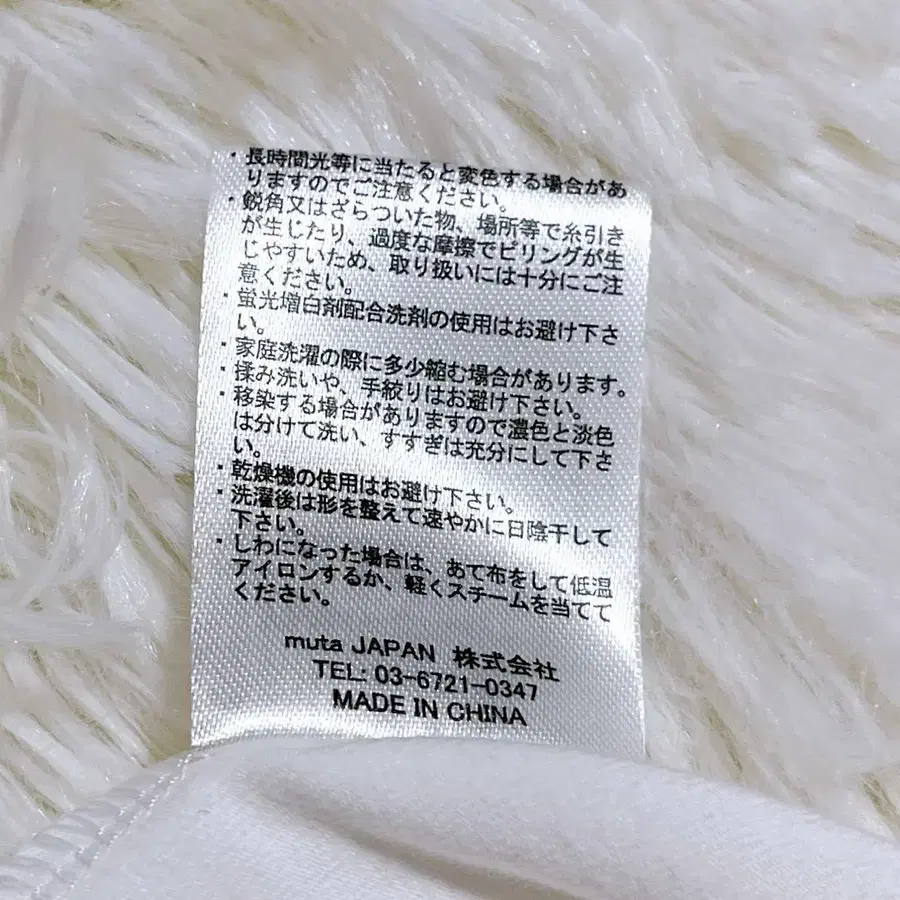 ・長時間光等に当たると変色する場合があ
りますのでご注意ください。
・鋭角又はざらついた物、場所等で糸引き
が生じたり、過度な摩擦でピリングが生
じやすいため、取り扱いには十分にご注
意ください。
・蛍光増白剤配合洗剤の使用はお避け下さ
い。
・家庭洗濯の際に多少縮む場合があります。
・揉み洗いや、手絞りはお避け下さい。
・移染する場合がありますので濃色と淡色
は分けて洗い、すすぎは充分にして下さ
い。
・乾燥機の使用はお避け下さい。
・洗濯後は形を整えて速やかに日陰干して
下さい。
・しわになった場合は、あて布をして低温
アイロンするか、軽くスチームを当てて
ください。
muta JAPAN 株式会社
TEL: 03-6721-0347
MADE IN CHINA